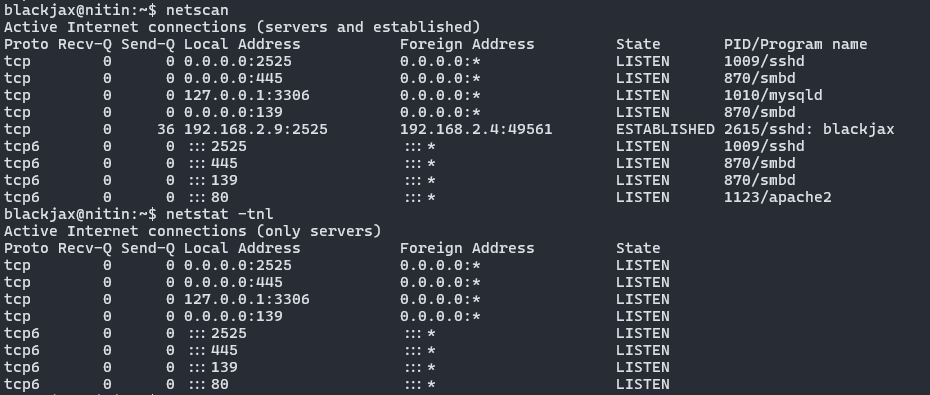 blackjax@nitin:~$ netscan
Active Internet connections (servers and established)
Proto Recv-Q Send-Q Local Address           Foreign Address         State       PID/Program name
tcp        0      0 0.0.0.0:2525            0.0.0.0:*               LISTEN      1009/sshd
tcp        0      0 0.0.0.0:445             0.0.0.0:*               LISTEN      870/smbd
tcp        0      0 127.0.0.1:3306          0.0.0.0:*               LISTEN      1010/mysqld
tcp        0      0 0.0.0.0:139             0.0.0.0:*               LISTEN      870/smbd
tcp        0     36 192.168.2.9:2525        192.168.2.4:49561       ESTABLISHED 2615/sshd: blackjax
tcp6       0      0 :::2525                 :::*                    LISTEN      1009/sshd
tcp6       0      0 :::445                  :::*                    LISTEN      870/smbd
tcp6       0      0 :::139                  :::*                    LISTEN      870/smbd
tcp6       0      0 :::80                   :::*                    LISTEN      1123/apache2
blackjax@nitin:~$ netstat -tnl
Active Internet connections (only servers)
Proto Recv-Q Send-Q Local Address           Foreign Address         State
tcp        0      0 0.0.0.0:2525            0.0.0.0:*               LISTEN
tcp        0      0 0.0.0.0:445             0.0.0.0:*               LISTEN
tcp        0      0 127.0.0.1:3306          0.0.0.0:*               LISTEN
tcp        0      0 0.0.0.0:139             0.0.0.0:*               LISTEN
tcp6       0      0 :::2525                 :::*                    LISTEN
tcp6       0      0 :::445                  :::*                    LISTEN
tcp6       0      0 :::139                  :::*                    LISTEN
tcp6       0      0 :::80                   :::*                    LISTEN